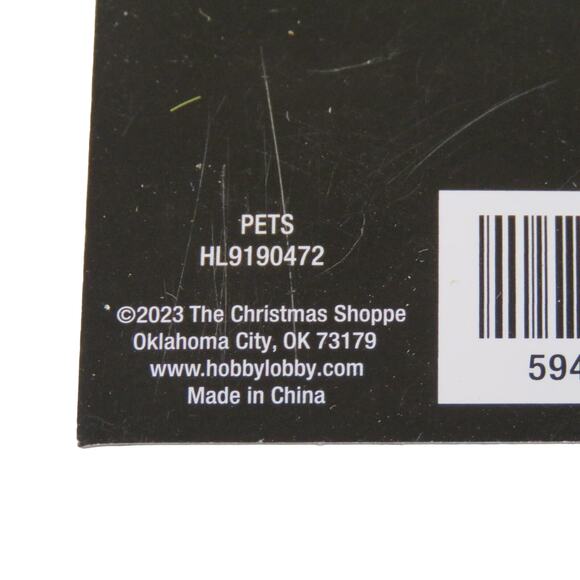 PETS
HL9190472
©2023 The Christmas Shoppe
Oklahoma City, OK 73179
www.hobbylobby.com
Made in China
594